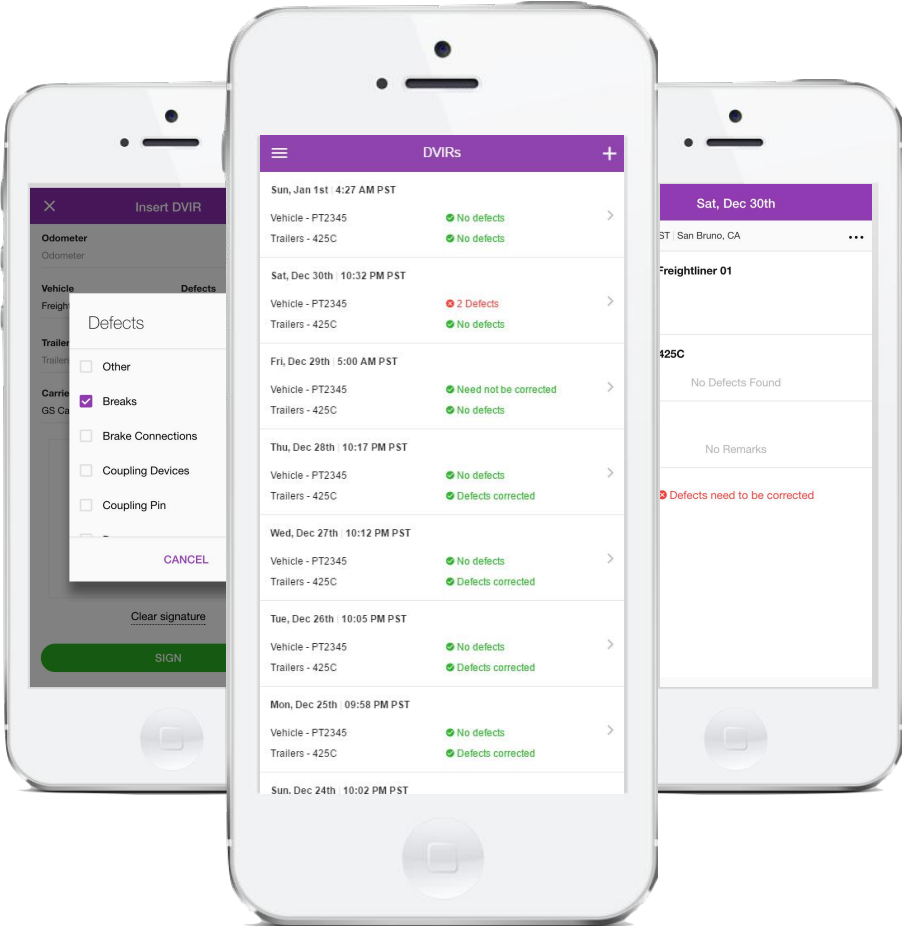 Insert DVIR
Odometer
Odometer
Vehicle Defects
Freigh
Trailer
Trailer
Carrie
GS Ca
Defects
Other
Breaks
Brake Connections
Coupling Devices
Coupling Pin
CANCEL
Clear signature
SIGN
DVIRs
Sun, Jan 1st | 4:27 AM PST
Vehicle - PT2345 No defects
Trailers - 425C No defects
Sat, Dec 30th | 10:32 PM PST
Vehicle - PT2345 2 Defects
Trailers - 425C No defects
Fri, Dec 29th | 5:00 AM PST
Vehicle - PT2345 Need not be corrected
Trailers - 425C No defects
Thu, Dec 28th | 10:17 PM PST
Vehicle - PT2345 No defects
Trailers - 425C Defects corrected
Wed, Dec 27th | 10:12 PM PST
Vehicle - PT2345 No defects
Trailers - 425C Defects corrected
Tue, Dec 26th | 10:05 PM PST
Vehicle - PT2345 No defects
Trailers - 425C Defects corrected
Mon, Dec 25th | 09:58 PM PST
Vehicle - PT2345 No defects
Trailers - 425C Defects corrected
Sun, Dec 24th | 10:02 PM PST
Sat, Dec 30th
ST | San Bruno, CA
Freightliner 01
425C
No Defects Found
No Remarks
Defects need to be corrected